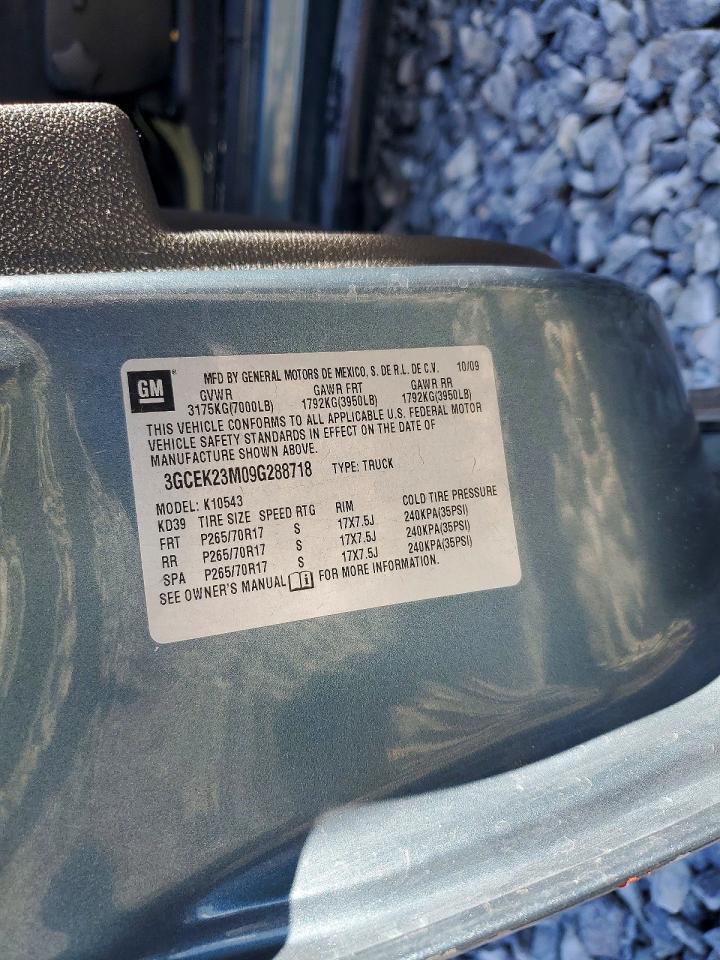 GM ® MFD BY GENERAL MOTORS DE MEXICO, S. DE R.L. DE C.V. 10/09
GVWR GAWR FRT GAWR RR
3175KG(7000LB) 1792KG(3950LB) 1792KG(3950LB)
THIS VEHICLE CONFORMS TO ALL APPLICABLE U.S. FEDERAL MOTOR
VEHICLE SAFETY STANDARDS IN EFFECT ON THE DATE OF
MANUFACTURE SHOWN ABOVE.
3GCEK23M09G288718 TYPE: TRUCK
MODEL: K10543
KD39 TIRE SIZE SPEED RTG RIM COLD TIRE PRESSURE
FRT P265/70R17 S 17X7.5J 240KPA(35PSI)
RR P265/70R17 S 17X7.5J 240KPA(35PSI)
SPA P265/70R17 S 17X7.5J 240KPA(35PSI)
SEE OWNER'S MANUAL FOR MORE INFORMATION.